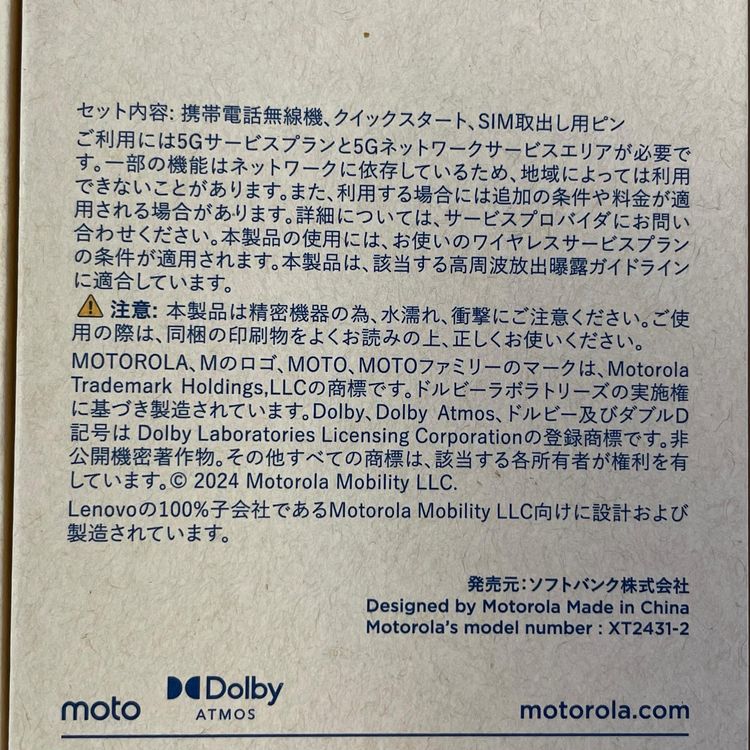 セット内容: 携帯電話無線機、クイックスタート、SIM取出し用ピン
ご利用には5Gサービスプランと5Gネットワークサービスエリアが必要で
す。一部の機能はネットワークに依存しているため、地域によっては利用
できないことがあります。また、利用する場合には追加の条件や料金が適
用される場合があります。詳細については、サービスプロバイダにお問い
合わせください。本製品の使用には、お使いのワイヤレスサービスプラン
の条件が適用されます。本製品は、該当する高周波放出曝露ガイドライン
に適合しています。
注意: 本製品は精密機器の為、水濡れ、衝撃にご注意ください。ご使
用の際は、同梱の印刷物をよくお読みの上、正しくお使いください。
MOTOROLA、Mのロゴ、MOTO、MOTOファミリーのマークは、Motorola
Trademark Holdings,LLCの商標です。ドルビーラボラトリーズの実施権
に基づき製造されています。Dolby、Dolby Atmos、ドルビー及びダブルD
記号は Dolby Laboratories Licensing Corporationの登録商標です。非
公開機密著作物。その他すべての商標は、該当する各所有者が権利を有
しています。© 2024 Motorola Mobility LLC.
Lenovoの100%子会社であるMotorola Mobility LLC向けに設計および
製造されています。
発売元:ソフトバンク株式会社
Designed by Motorola Made in China
Motorola's model number : XT2431-2
moto
Dolby
ATMOS
motorola.com